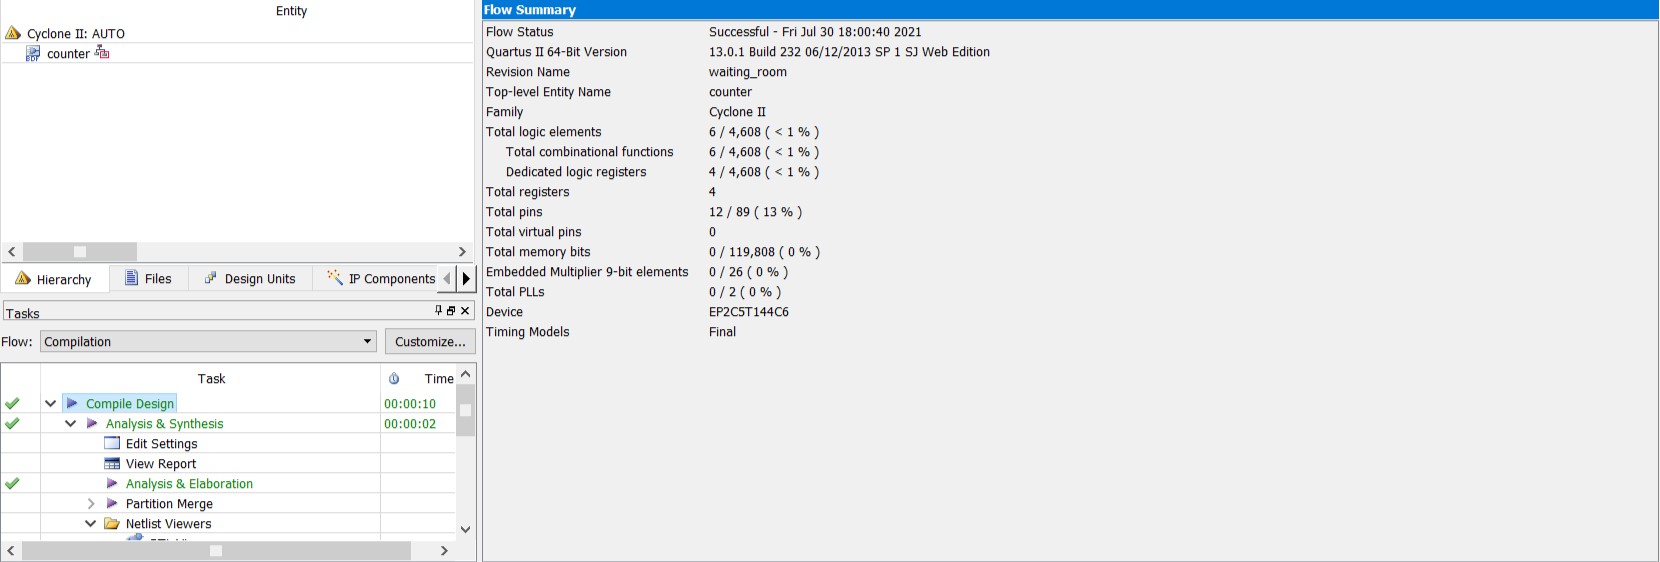 Entity
Cyclone II: AUTO
BDF counter
Hierarchy Files Design Units IP Components
Tasks
Flow: Compilation Customize...
Task Time
Compile Design 00:00:10
Analysis & Synthesis 00:00:02
Edit Settings
View Report
Analysis & Elaboration
Partition Merge
Netlist Viewers
Flow Summary
Flow Status Successful - Fri Jul 30 18:00:40 2021
Quartus II 64-Bit Version 13.0.1 Build 232 06/12/2013 SP 1 SJ Web Edition
Revision Name waiting_room
Top-level Entity Name counter
Family Cyclone II
Total logic elements 6 / 4,608 ( < 1 % )
Total combinational functions 6 / 4,608 ( < 1 % )
Dedicated logic registers 4 / 4,608 ( < 1 % )
Total registers 4
Total pins 12 / 89 ( 13 % )
Total virtual pins 0
Total memory bits 0 / 119,808 ( 0 % )
Embedded Multiplier 9-bit elements 0 / 26 ( 0 % )
Total PLLs 0 / 2 ( 0 % )
Device EP2C5T144C6
Timing Models Final